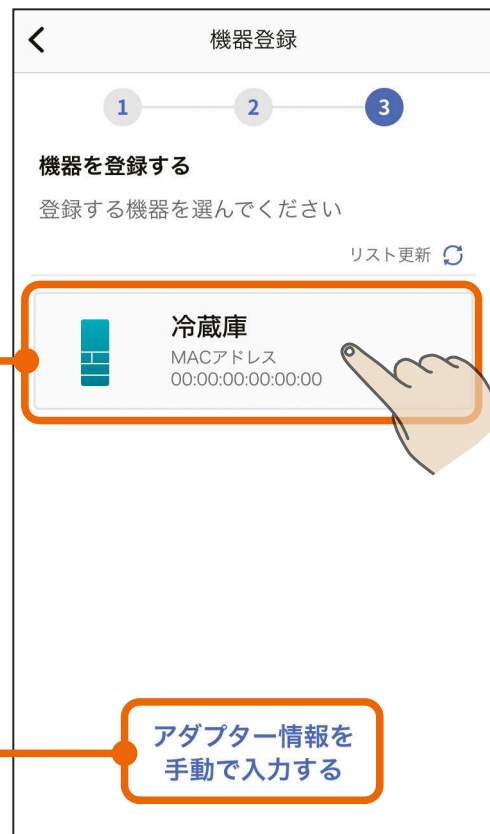 機器登録
1 2 3
機器を登録する
登録する機器を選んでください
リスト更新
冷蔵庫
MACアドレス
00:00:00:00:00:00
アダプター情報を
手動で入力する